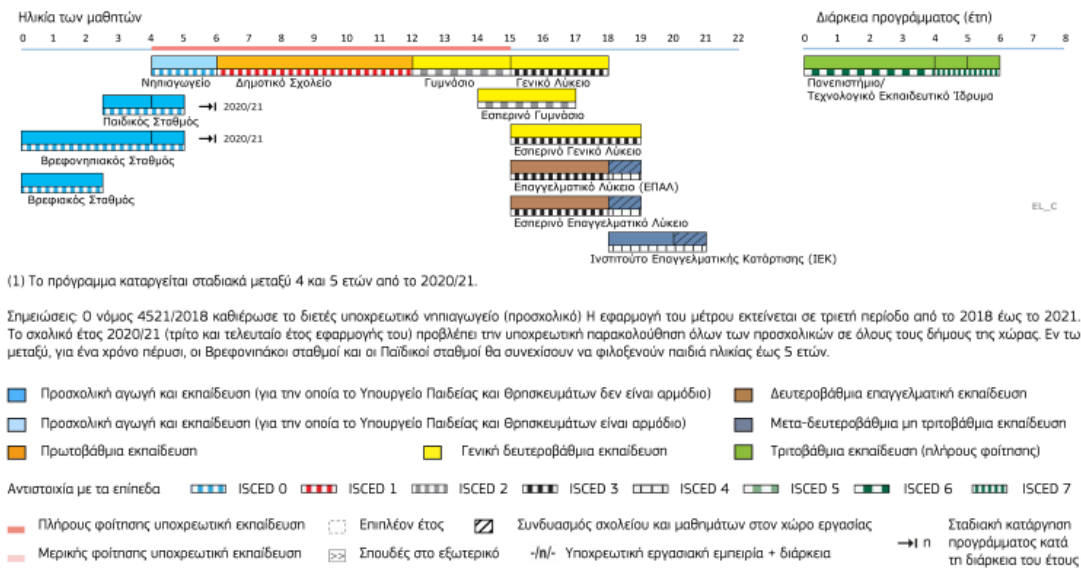 Ηλικία των μαθητών
Διάρκεια προγράμματος (έτη)
0 1 2 3 4 5 6 7 8 9 10 11 12 13 14 15 16 17 18 19 20 21 22
0 1 2 3 4 5 6 7 8
Νηπιαγωγείο
Δημοτικό Σχολείο
Γυμνάσιο
Γενικό Λύκειο
Πανεπιστήμιο/
Τεχνολογικό Εκπαιδευτικό Ίδρυμα
2020/21
Παιδικός Σταθμός
Εσπερινό Γυμνάσιο
2020/21
Βρεφονηπιακός Σταθμός
Εσπερινό Γενικό Λύκειο
Επαγγελματικό Λύκειο (ΕΠΑΛ)
Βρεφιακός Σταθμός
EL_C
Εσπερινό Επαγγελματικό Λύκειο
Ινστιτούτο Επαγγελματικής Κατάρτισης (ΙΕΚ)
(1) Το πρόγραμμα καταργείται σταδιακά μεταξύ 4 και 5 ετών από το 2020/21.
Σημειώσεις: Ο νόμος 4521/2018 καθιέρωσε το διετές υποχρεωτικό νηπιαγωγείο (προσχολικό) Η εφαρμογή του μέτρου εκτείνεται σε τριετή περίοδο από το 2018 έως το 2021.
Το σχολικό έτος 2020/21 (τρίτο και τελευταίο έτος εφαρμογής του) προβλέπει την υποχρεωτική παρακολούθηση όλων των προσχολικών σε όλους τους δήμους της χώρας. Εν τω
μεταξύ, για ένα χρόνο πέρυσι, οι Βρεφονιπάκοι σταθμοί και οι Παϊδικοί σταθμοί θα συνεχίσουν να φιλοξενούν παιδιά ηλικίας έως 5 ετών.
Προσχολική αγωγή και εκπαίδευση (για την οποία το Υπουργείο Παιδείας και Θρησκευμάτων δεν είναι αρμόδιο)
Δευτεροβάθμια επαγγελματική εκπαίδευση
Προσχολική αγωγή και εκπαίδευση (για την οποία το Υπουργείο Παιδείας και Θρησκευμάτων είναι αρμόδιο)
Μετα-δευτεροβάθμια μη τριτοβάθμια εκπαίδευση
Πρωτοβάθμια εκπαίδευση
Γενική δευτεροβάθμια εκπαίδευση
Τριτοβάθμια εκπαίδευση (πλήρους φοίτησης)
Αντιστοιχία με τα επίπεδα ISCED 0 ISCED 1 ISCED 2 ISCED 3 ISCED 4 ISCED 5 ISCED 6 ISCED 7
Πλήρους φοίτησης υποχρεωτική εκπαίδευση
Επιπλέον έτος
Συνδυασμός σχολείου και μαθημάτων στον χώρο εργασίας
Μερικής φοίτησης υποχρεωτική εκπαίδευση
>> Σπουδές στο εξωτερικό
-/n/- Υποχρεωτική εργασιακή εμπειρία + διάρκεια
n
Σταδιακή κατάργηση
προγράμματος κατά
τη διάρκεια του έτους